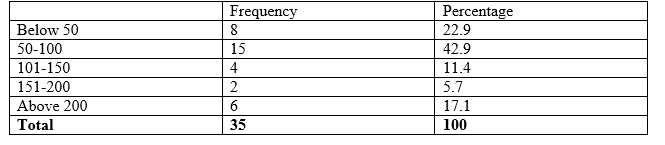 Frequency Percentage
Below 50 8 22.9
50-100 15 42.9
101-150 4 11.4
151-200 2 5.7
Above 200 6 17.1
Total 35 100